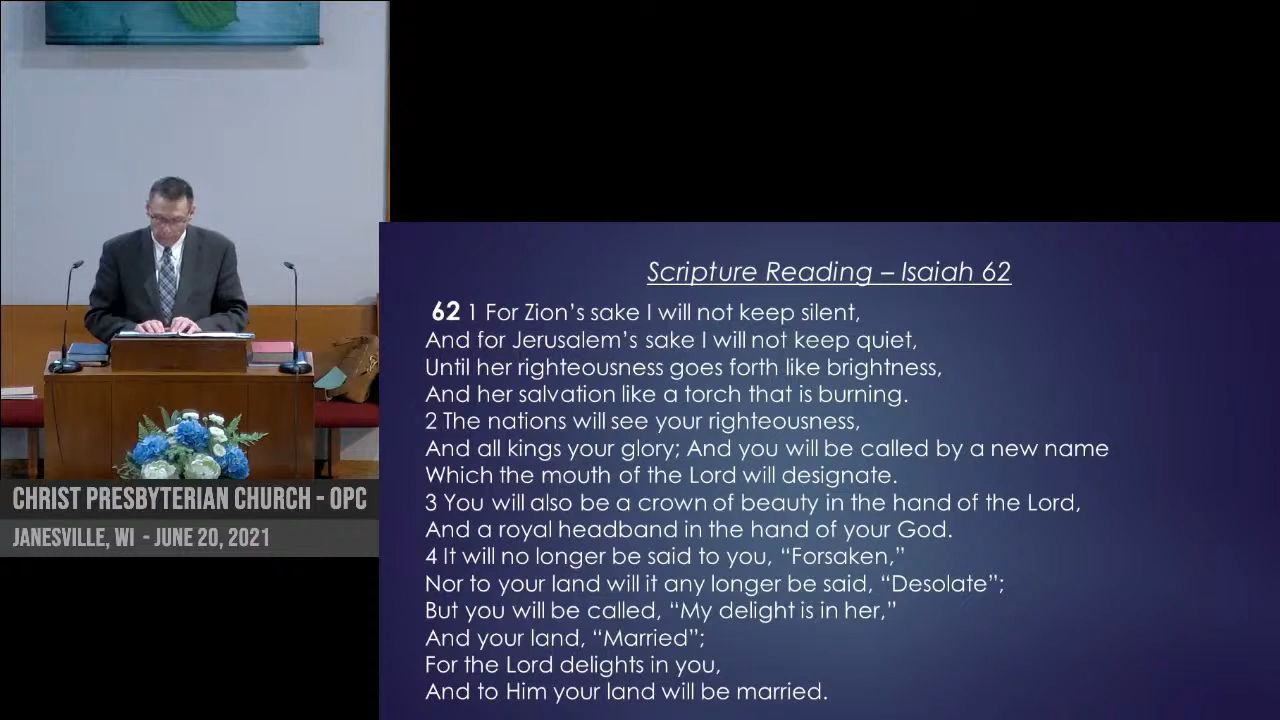 CHRIST PRESBYTERIAN CHURCH - OPC
JANESVILLE, WI - JUNE 20, 2021
Scripture Reading – Isaiah 62
62 1 For Zion’s sake I will not keep silent,
And for Jerusalem’s sake I will not keep quiet,
Until her righteousness goes forth like brightness,
And her salvation like a torch that is burning.
2 The nations will see your righteousness,
And all kings your glory; And you will be called by a new name
Which the mouth of the Lord will designate.
3 You will also be a crown of beauty in the hand of the Lord,
And a royal headband in the hand of your God.
4 It will no longer be said to you, “Forsaken,”
Nor to your land will it any longer be said, “Desolate”;
But you will be called, “My delight is in her,”
And your land, “Married”;
For the Lord delights in you,
And to Him your land will be married.